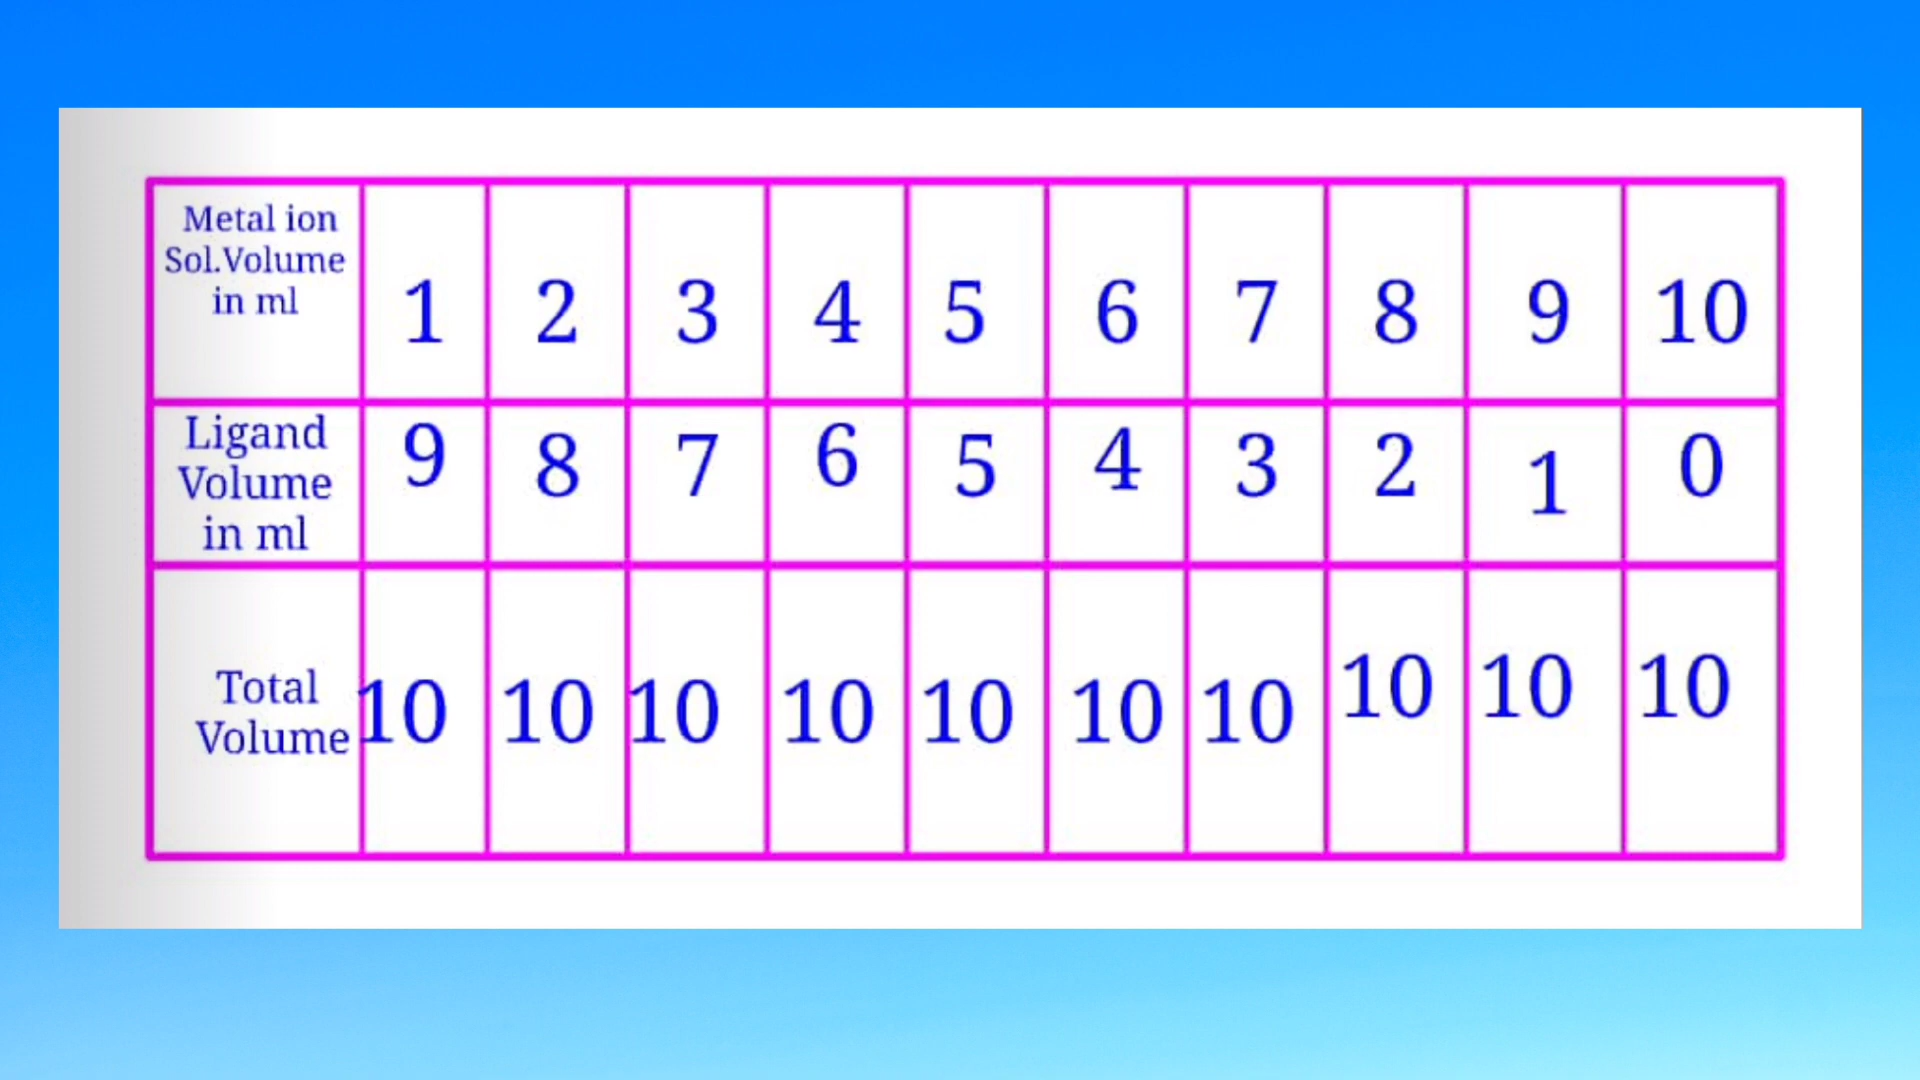 Metal ion
Sol.Volume
in ml
1 2 3 4 5 6 7 8 9 10
Ligand
Volume
in ml
9 8 7 6 5 4 3 2 1 0
Total
Volume
10 10 10 10 10 10 10 10 10 10